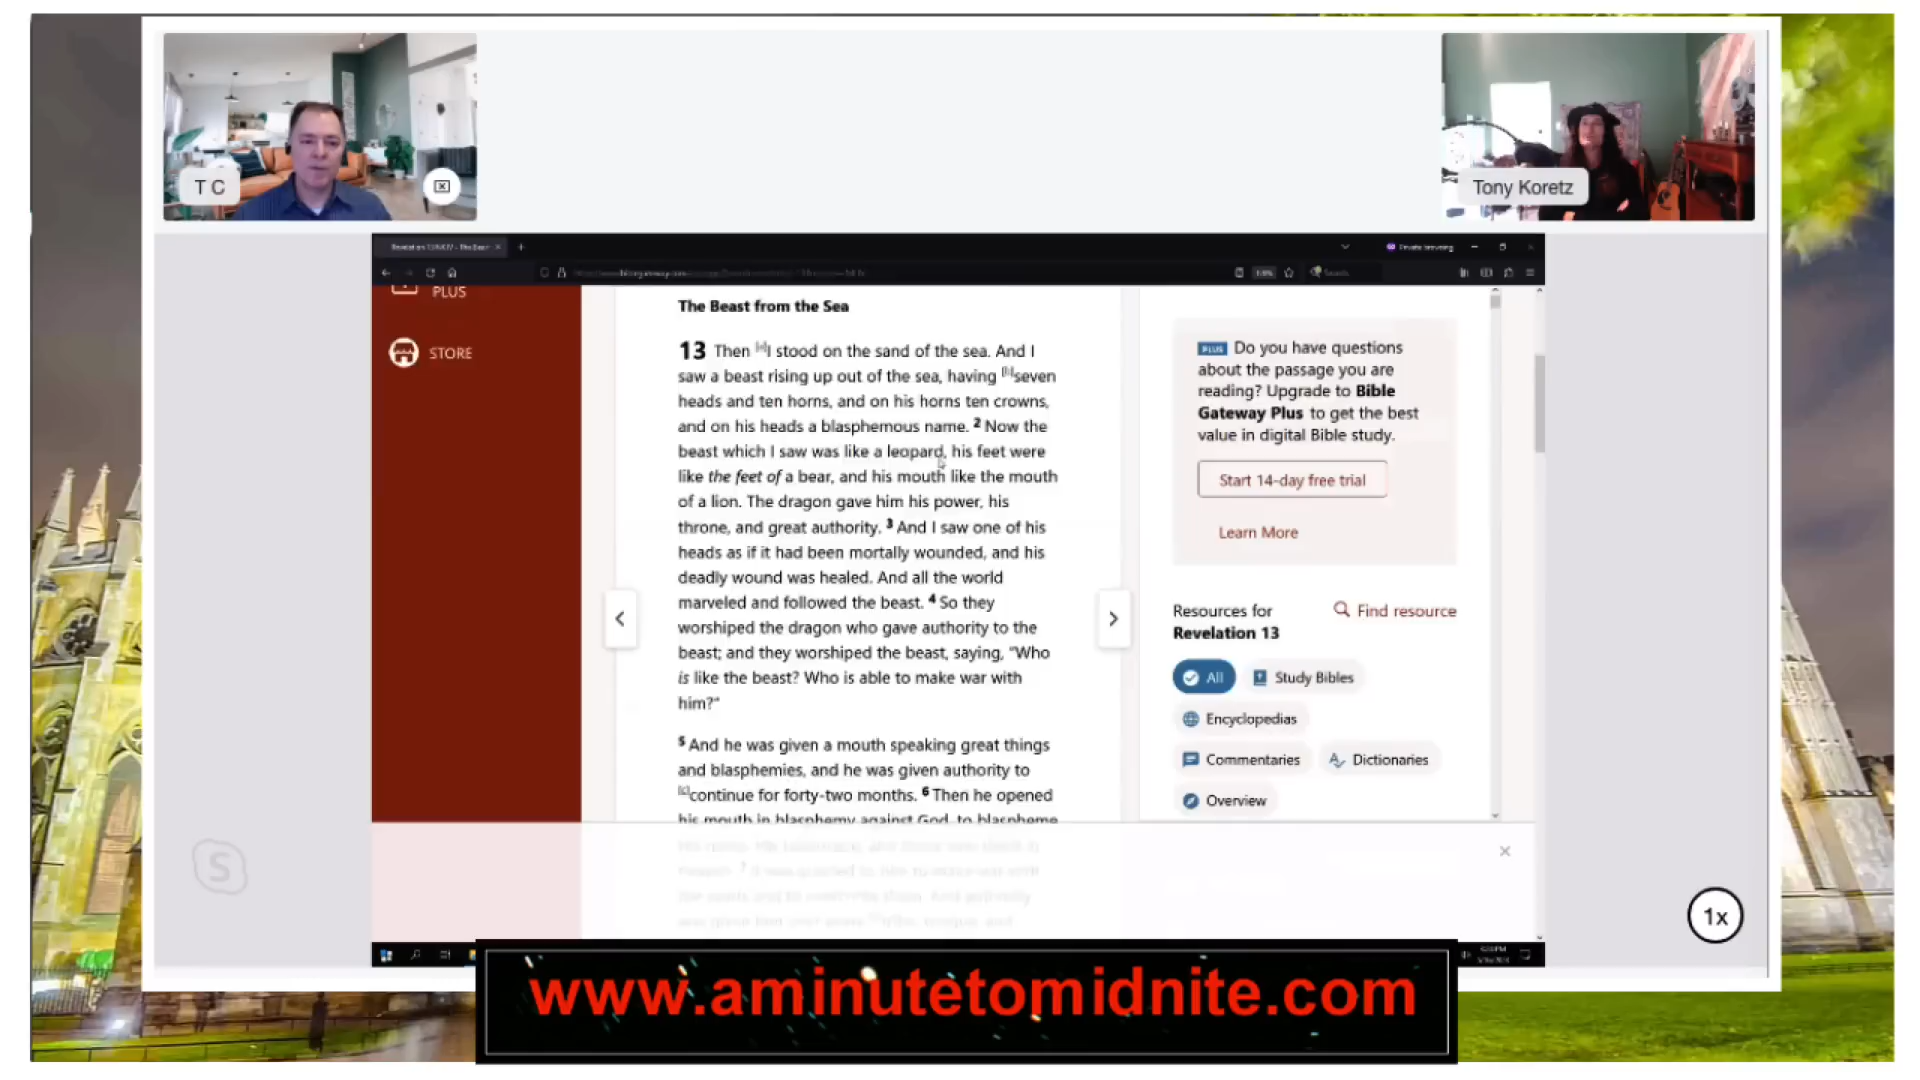 T C
Tony Koretz
Private browsing
PLUS
STORE
The Beast from the Sea
13 Then [a]I stood on the sand of the sea. And I
saw a beast rising up out of the sea, having [b]seven
heads and ten horns, and on his horns ten crowns,
and on his heads a blasphemous name. 2 Now the
beast which I saw was like a leopard, his feet were
like the feet of a bear, and his mouth like the mouth
of a lion. The dragon gave him his power, his
throne, and great authority. 3 And I saw one of his
heads as if it had been mortally wounded, and his
deadly wound was healed. And all the world
marveled and followed the beast. 4 So they
worshiped the dragon who gave authority to the
beast; and they worshiped the beast, saying, "Who
is like the beast? Who is able to make war with
him?"
5 And he was given a mouth speaking great things
and blasphemies, and he was given authority to
[c]continue for forty-two months. 6 Then he opened
his mouth in blasphemy against God, to blaspheme
PLUS Do you have questions
about the passage you are
reading? Upgrade to Bible
Gateway Plus to get the best
value in digital Bible study.
Start 14-day free trial
Learn More
Resources for
Revelation 13
Find resource
All
Study Bibles
Encyclopedias
Commentaries
Dictionaries
Overview
S
1x
www.aminutetomidnite.com